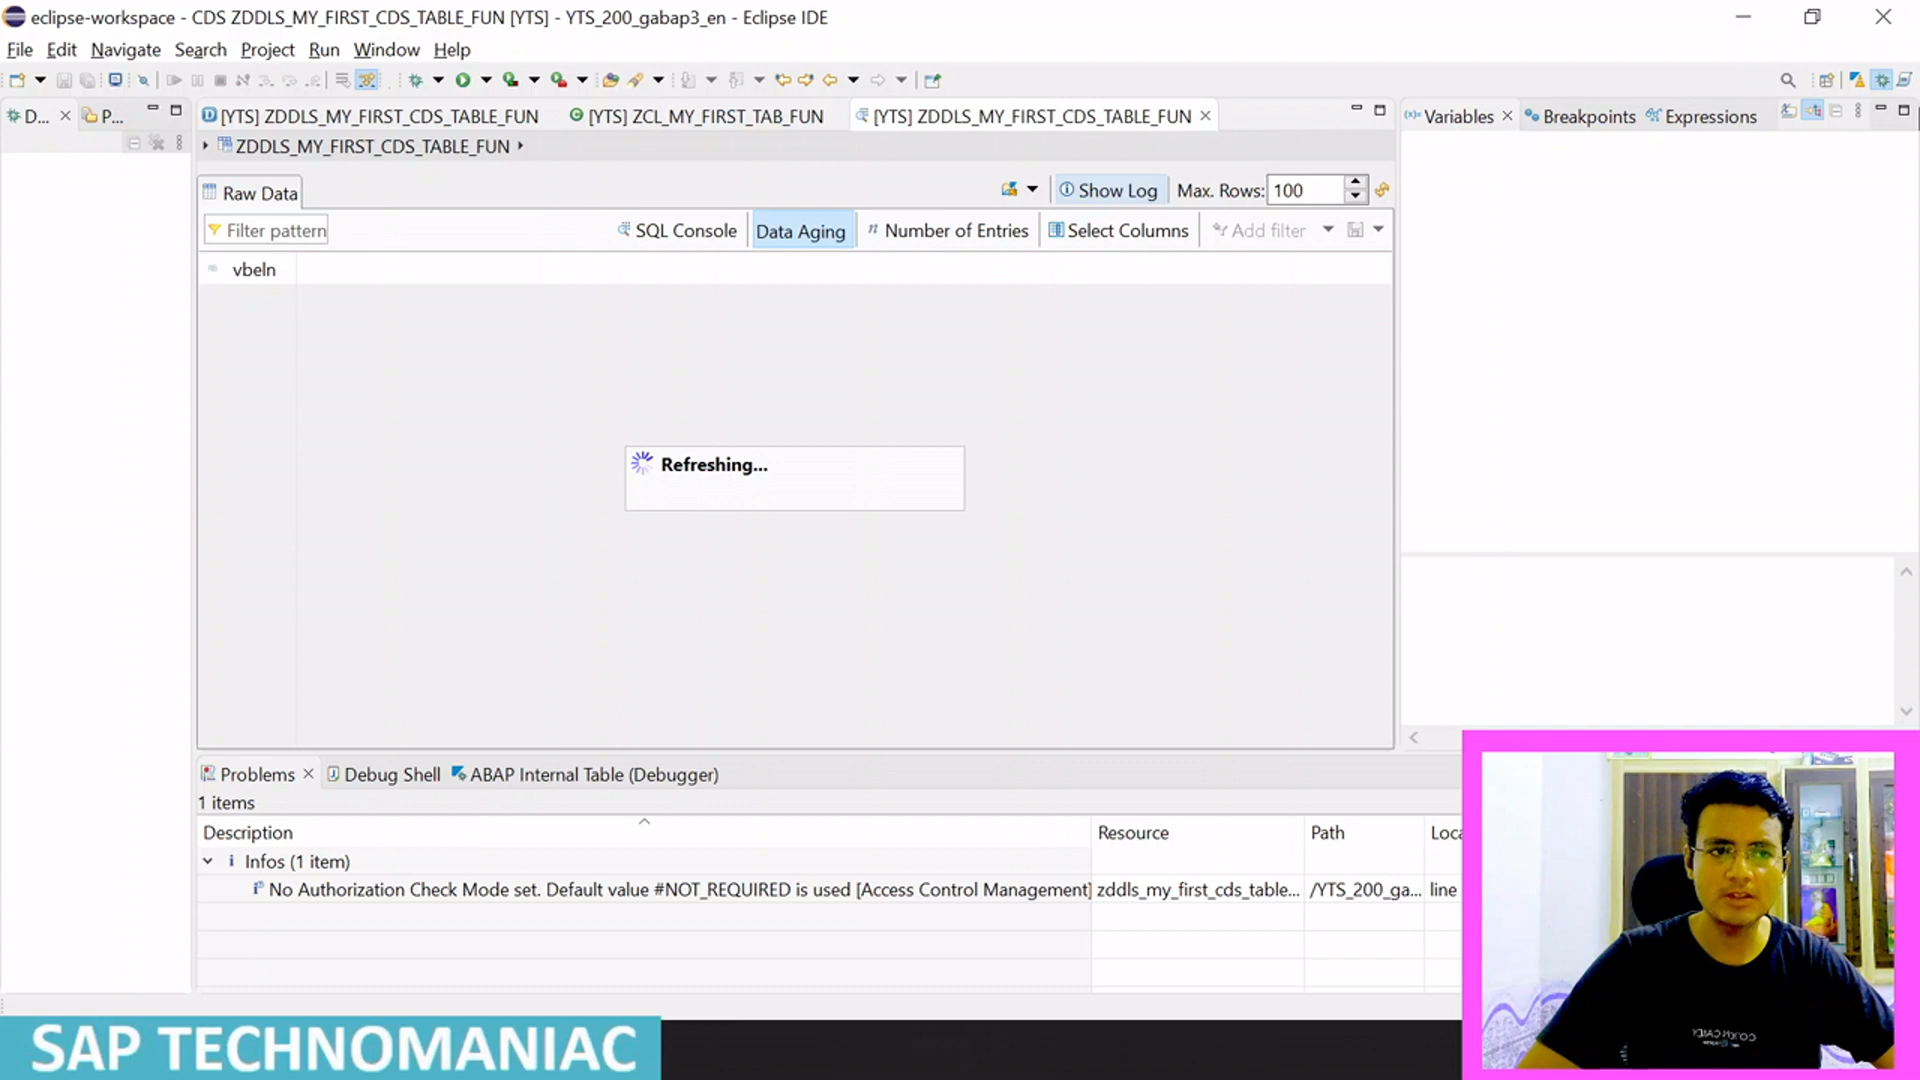 eclipse-workspace - CDS ZDDLS_MY_FIRST_CDS_TABLE_FUN [YTS] - YTS_200_gabap3_en - Eclipse IDE
File Edit Navigate Search Project Run Window Help
D... P... [YTS] ZDDLS_MY_FIRST_CDS_TABLE_FUN [YTS] ZCL_MY_FIRST_TAB_FUN [YTS] ZDDLS_MY_FIRST_CDS_TABLE_FUN Variables Breakpoints Expressions
ZDDLS_MY_FIRST_CDS_TABLE_FUN
Raw Data Show Log Max. Rows: 100
Filter pattern SQL Console Data Aging Number of Entries Select Columns Add filter
vbeln
Refreshing...
Problems Debug Shell ABAP Internal Table (Debugger)
1 items
Description Resource Path Loca
Infos (1 item)
No Authorization Check Mode set. Default value #NOT_REQUIRED is used [Access Control Management] zddls_my_first_cds_table... /YTS_200_ga... line
SAP TECHNOMANIAC